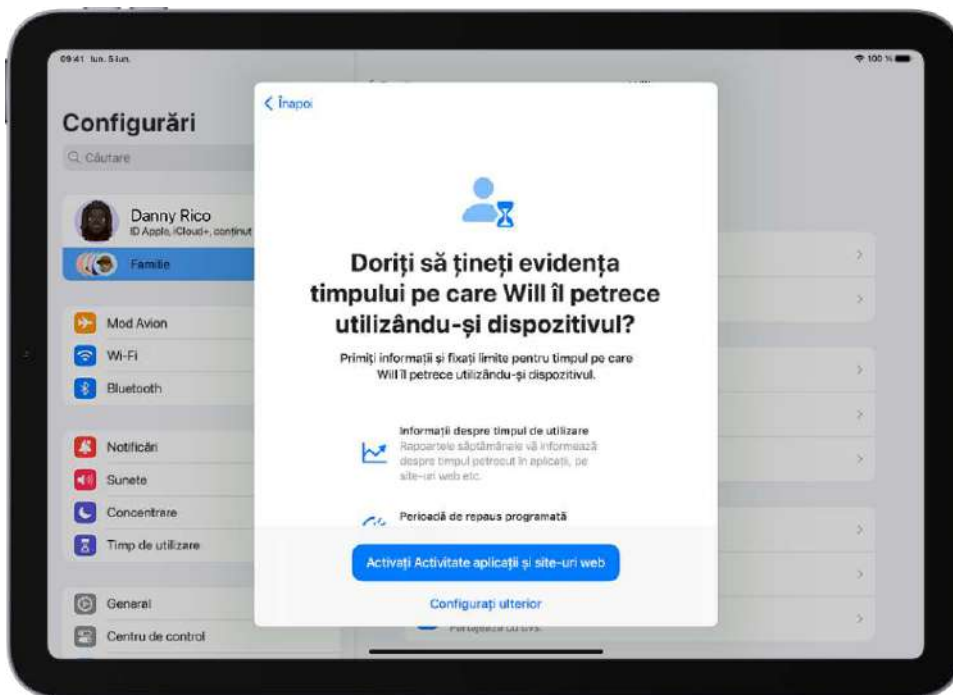 09:41 lun. 5 iun.
100 %
Configurări
Căutare
Danny Rico
ID Apple, iCloud+, conținut
Familie
Mod Avion
Wi-Fi
Bluetooth
Notificări
Sunete
Concentrare
Timp de utilizare
General
Centru de control
Înapoi
Doriți să țineți evidența
timpului pe care Will îl petrece
utilizându-și dispozitivul?
Primiți informații și fixați limite pentru timpul pe care
Will îl petrece utilizându-și dispozitivul.
Informații despre timpul de utilizare
Rapoartele săptămânale vă informează
despre timpul petrecut în aplicații, pe
site-uri web etc.
Perioadă de repaus programată
Activați Activitate aplicații și site-uri web
Configurați ulterior